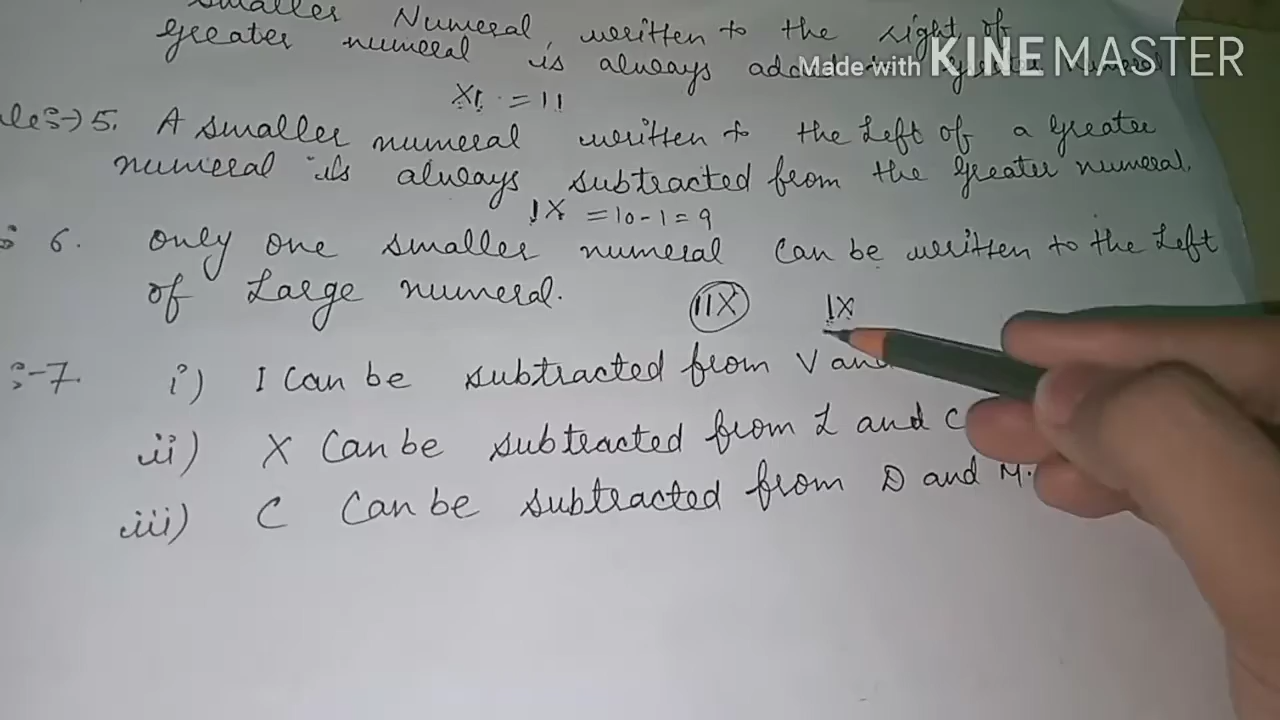 smaller Numeral, written to the right of
greater numeral is always added
Made with KINEMASTER
XI = 11
5. A smaller numeral written to the Left of a greater
numeral is always subtracted from the greater numeral.
IX = 10-1 = 9
6. Only one smaller numeral can be written to the Left
of Large numeral. IIX IX
:-7. i) I can be subtracted from V and
ii) X can be subtracted from L and C
iii) C can be subtracted from D and M.